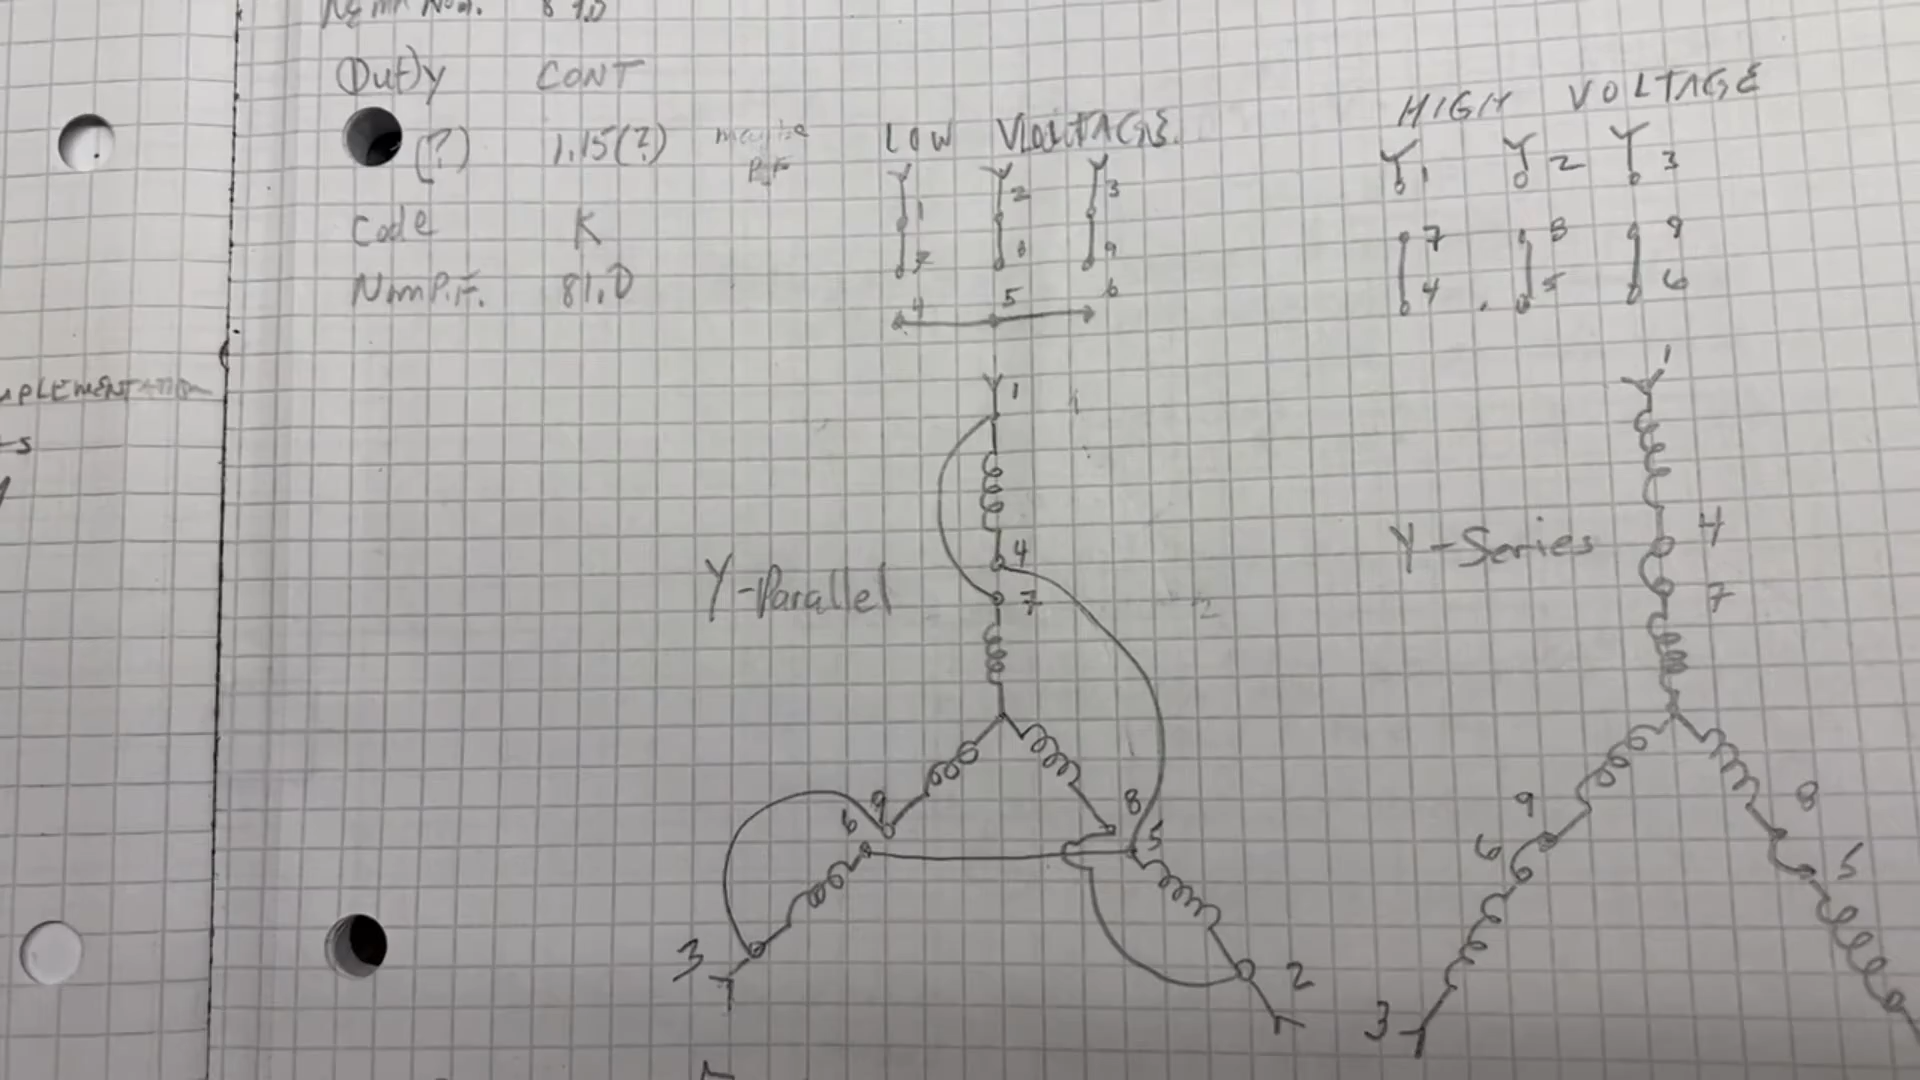 Duty CONT
(?) 1.15(?) maybe P.F
Code K
Nom P.F. 81.0
LOW VLOLTAGE.
1 2 3
7 8 9
4 5 6
HIGH VOLTAGE
1 2 3
7 8 9
4 5 6
Y-Parallel
1
4
7
9 8
6 5
3 2
Y-Series
1
4
7
9 8
6 5
3